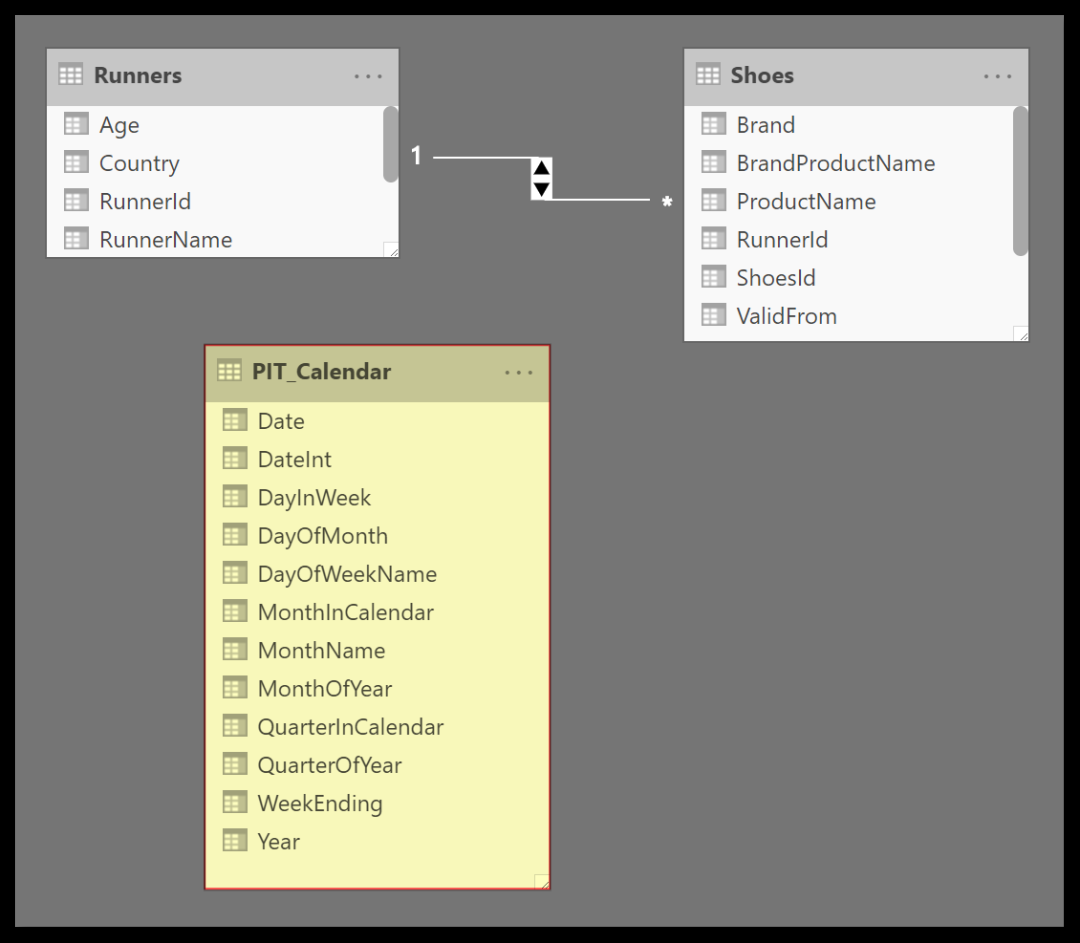 Runners
Age
Country
RunnerId
RunnerName
1
*
Shoes
Brand
BrandProductName
ProductName
RunnerId
ShoesId
ValidFrom
PIT_Calendar
Date
DateInt
DayInWeek
DayOfMonth
DayOfWeekName
MonthInCalendar
MonthName
MonthOfYear
QuarterInCalendar
QuarterOfYear
WeekEnding
Year